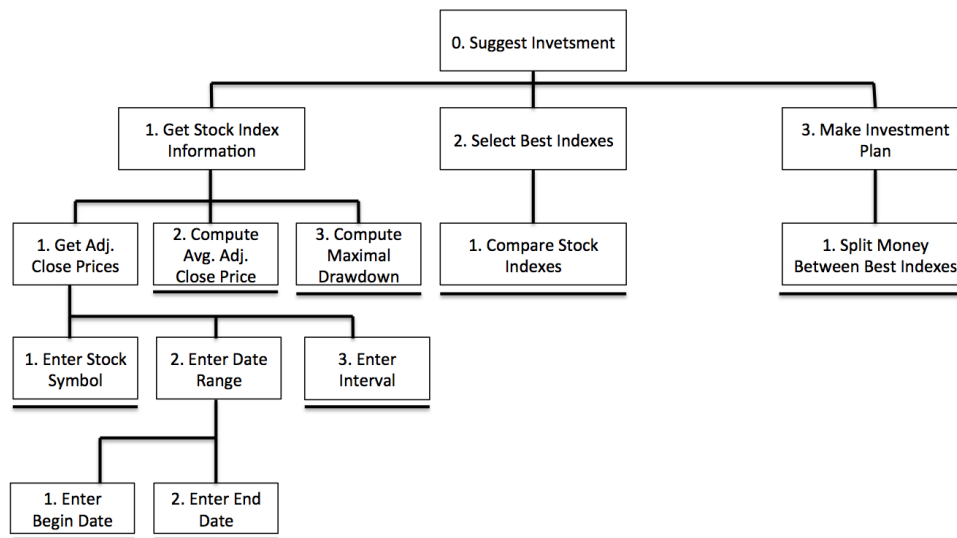 0. Suggest Invetsment
1. Get Stock Index
Information
2. Select Best Indexes
3. Make Investment
Plan
1. Get Adj.
Close Prices
2. Compute
Avg. Adj.
Close Price
3. Compute
Maximal
Drawdown
1. Compare Stock
Indexes
1. Split Money
Between Best Indexes
1. Enter Stock
Symbol
2. Enter Date
Range
3. Enter
Interval
1. Enter
Begin Date
2. Enter End
Date